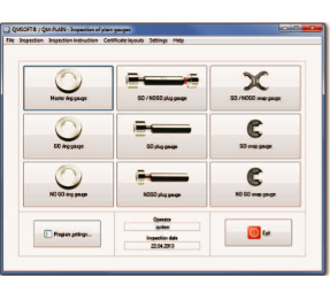 QMSOFT® / QM-PLAIN - Inspection of plain gauges
File Inspection Inspection instruction Certificate layouts Settings Help
Master ring gauge GO / NOGO plug gauge GO / NOGO snap gauge
GO ring gauge GO plug gauge GO snap gauge
NO GO ring gauge NOGO plug gauge NO GO snap gauge
Operator
system
Program settings... Exit
Inspection date
22.04.2013